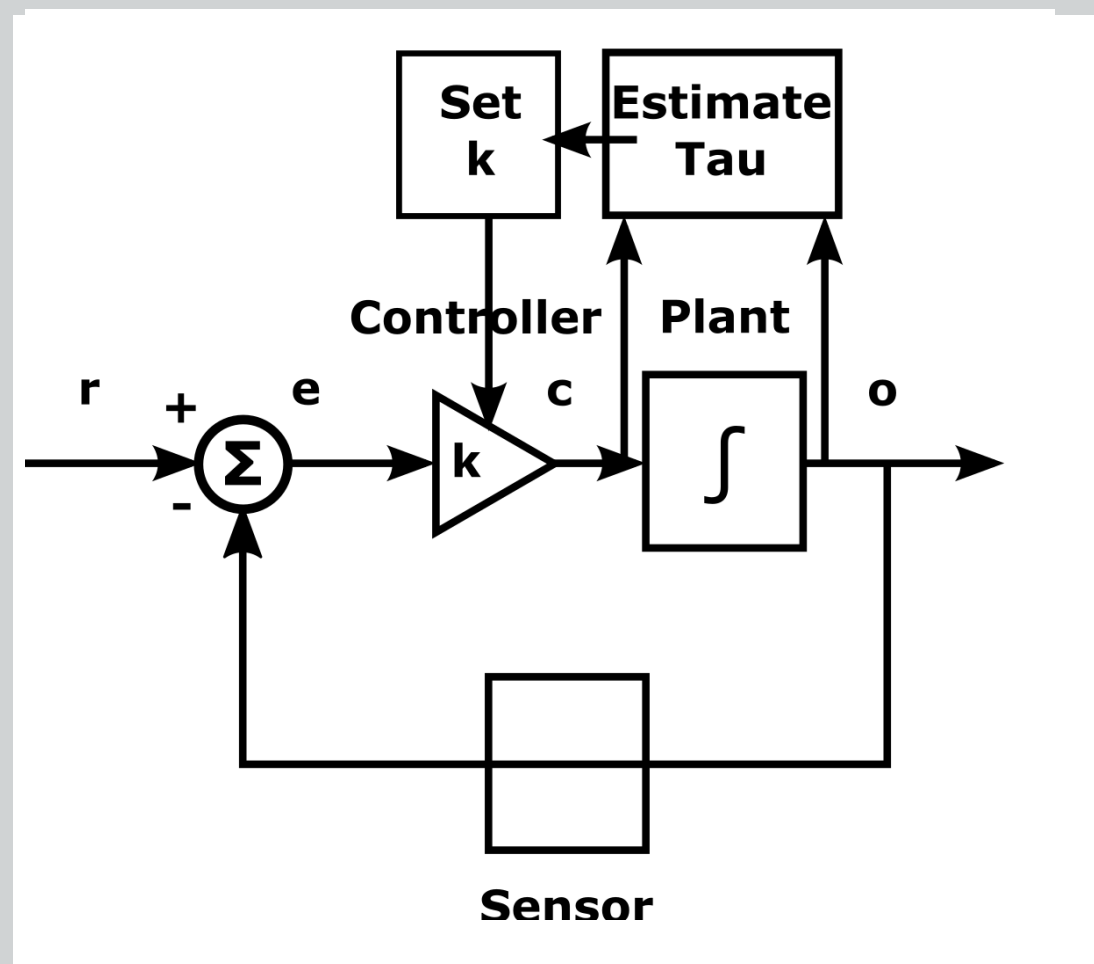 Set
k
Estimate
Tau
Controller
Plant
r
+
e
c
o
Σ
k
∫
-
Sensor